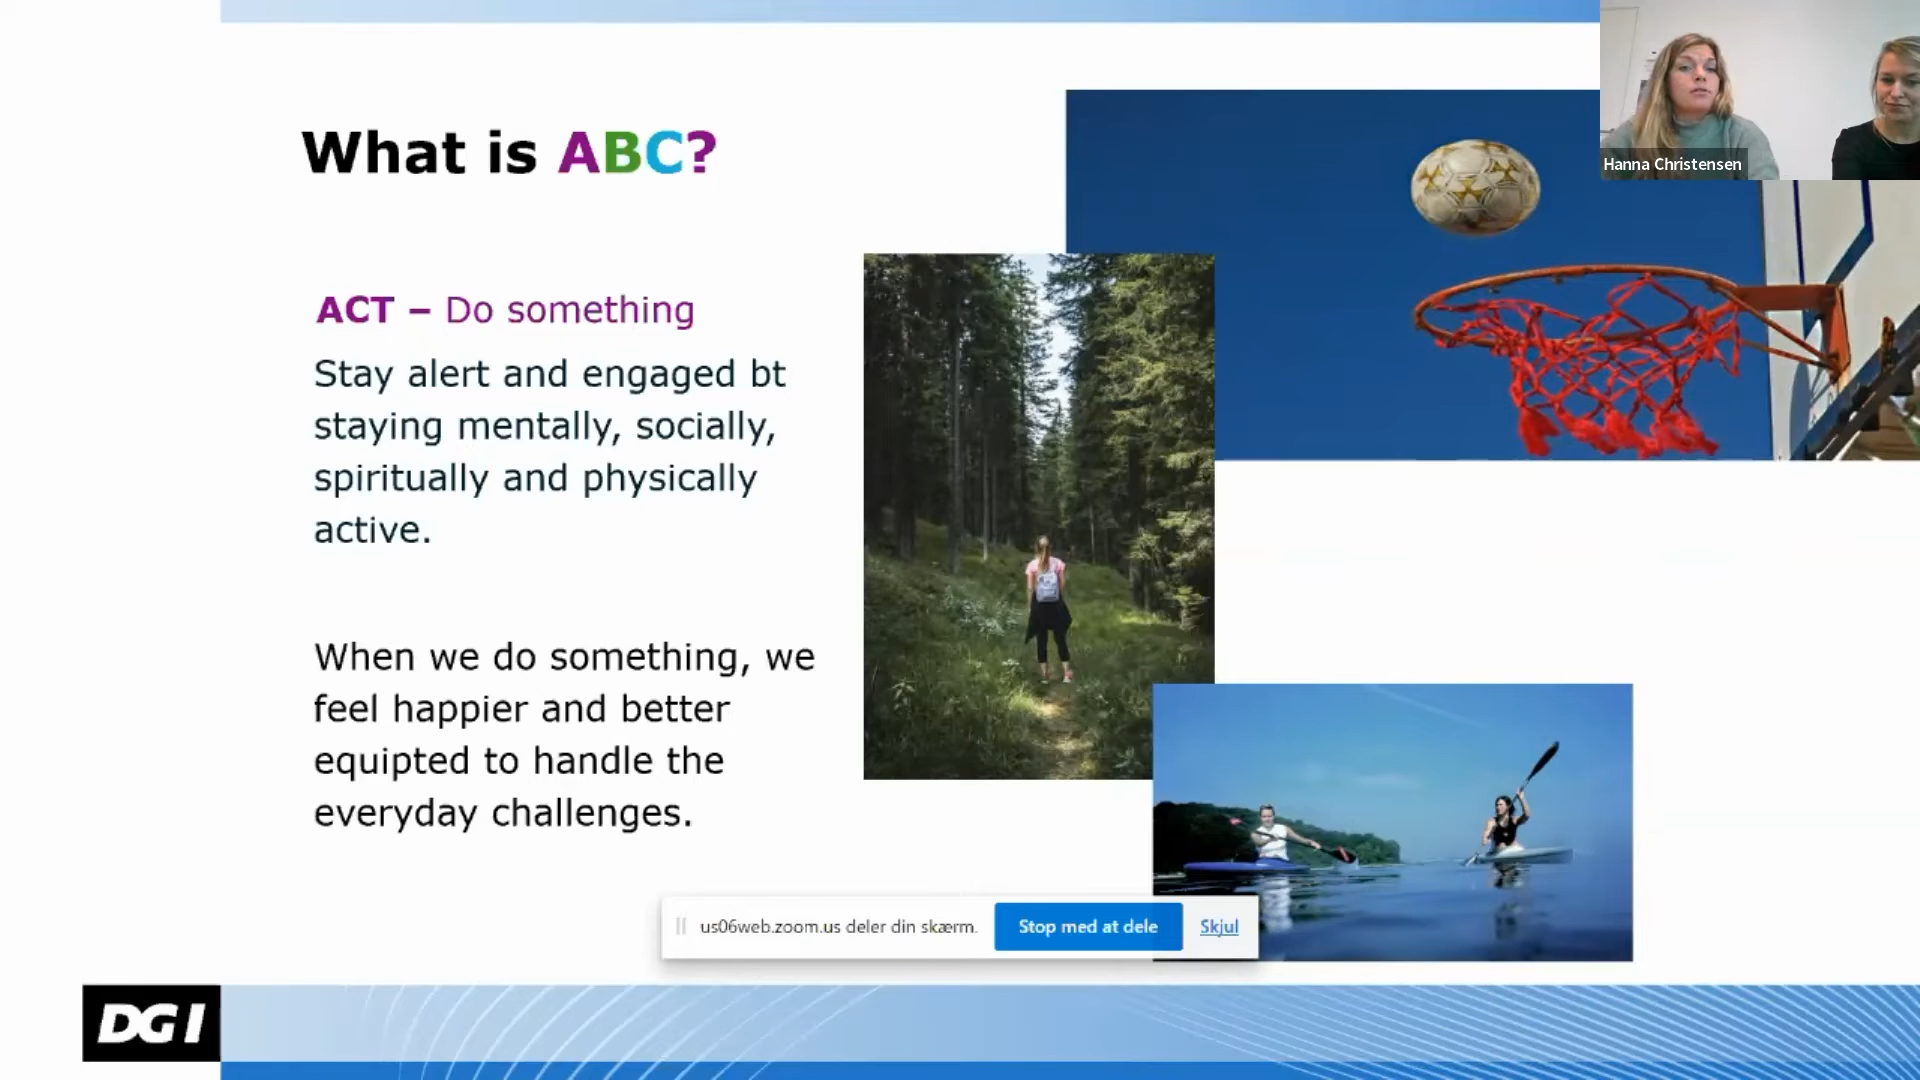 What is ABC?
Hanna Christensen
ACT – Do something
Stay alert and engaged bt
staying mentally, socially,
spiritually and physically
active.
When we do something, we
feel happier and better
equipted to handle the
everyday challenges.
us06web.zoom.us deler din skærm.
Stop med at dele
Skjul
DGI